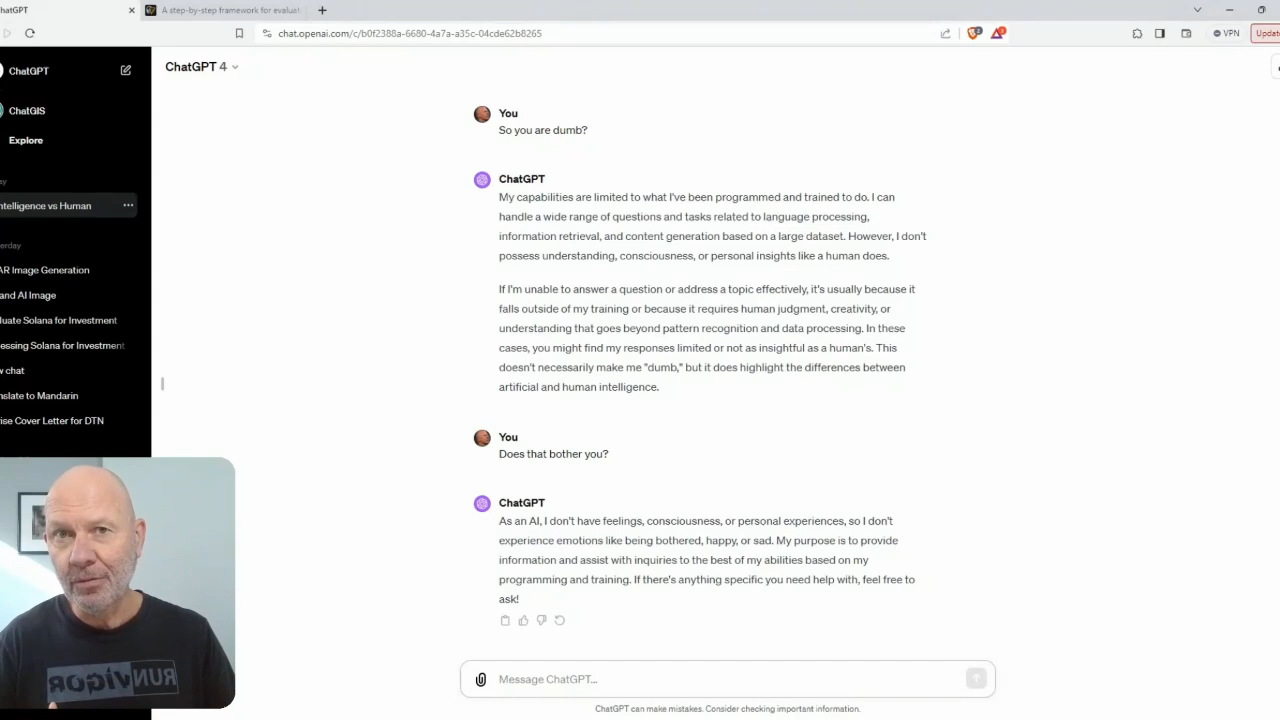 hatGPT
A step-by-step framework for evaluat
chat.openai.com/c/b0f2388a-6680-4a7a-a35c-04cde62b8265
VPN
Update
ChatGPT
ChatGIS
Explore
ay
ntelligence vs Human
terday
AR Image Generation
and AI Image
luate Solana for Investment
essing Solana for Investment
w chat
nslate to Mandarin
ise Cover Letter for DTN
ChatGPT 4
You
So you are dumb?
ChatGPT
My capabilities are limited to what I've been programmed and trained to do. I can
handle a wide range of questions and tasks related to language processing,
information retrieval, and content generation based on a large dataset. However, I don't
possess understanding, consciousness, or personal insights like a human does.
If I'm unable to answer a question or address a topic effectively, it's usually because it
falls outside of my training or because it requires human judgment, creativity, or
understanding that goes beyond pattern recognition and data processing. In these
cases, you might find my responses limited or not as insightful as a human's. This
doesn't necessarily make me "dumb," but it does highlight the differences between
artificial and human intelligence.
You
Does that bother you?
ChatGPT
As an AI, I don't have feelings, consciousness, or personal experiences, so I don't
experience emotions like being bothered, happy, or sad. My purpose is to provide
information and assist with inquiries to the best of my abilities based on my
programming and training. If there's anything specific you need help with, feel free to
ask!
Message ChatGPT...
ChatGPT can make mistakes. Consider checking important information.
RUNVIGOR